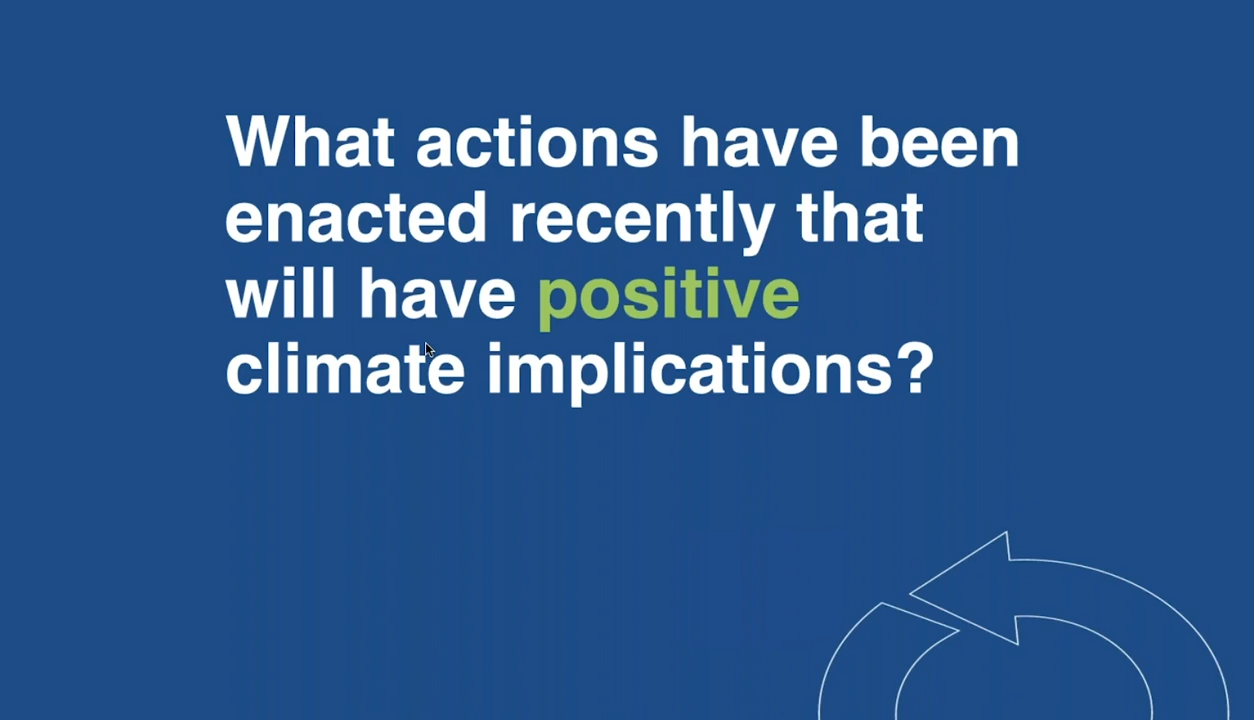 What actions have been
enacted recently that
will have positive
climate implications?